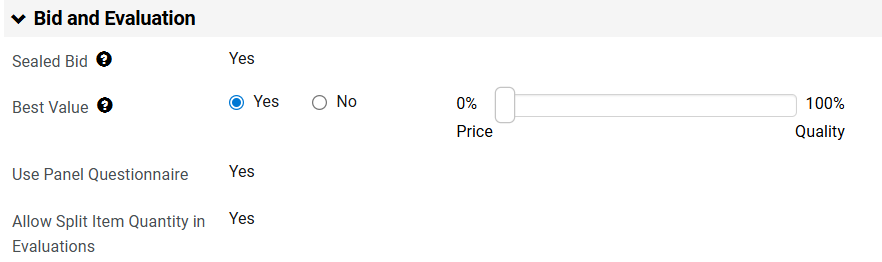 Bid and Evaluation
Sealed Bid ? Yes
Best Value ? Yes No 0% 100%
Price Quality
Use Panel Questionnaire Yes
Allow Split Item Quantity in Yes
Evaluations